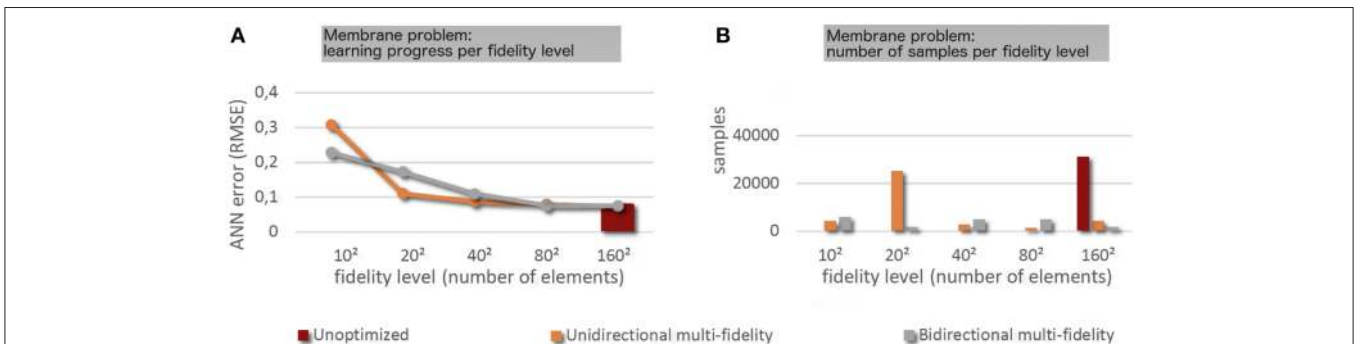 A
Membrane problem:
learning progress per fidelity level
ANN error (RMSE)
0,4
0,3
0,2
0,1
0
10² 20² 40² 80² 160²
fidelity level (number of elements)
B
Membrane problem:
number of samples per fidelity level
samples
40000
20000
0
10² 20² 40² 80² 160²
fidelity level (number of elements)
Unoptimized Unidirectional multi-fidelity Bidirectional multi-fidelity